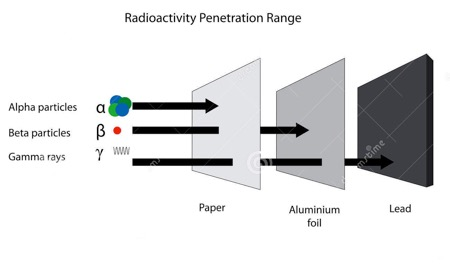 Radioactivity Penetration Range
Alpha particles α
Beta particles β
Gamma rays γ
Paper
Aluminium
foil
Lead